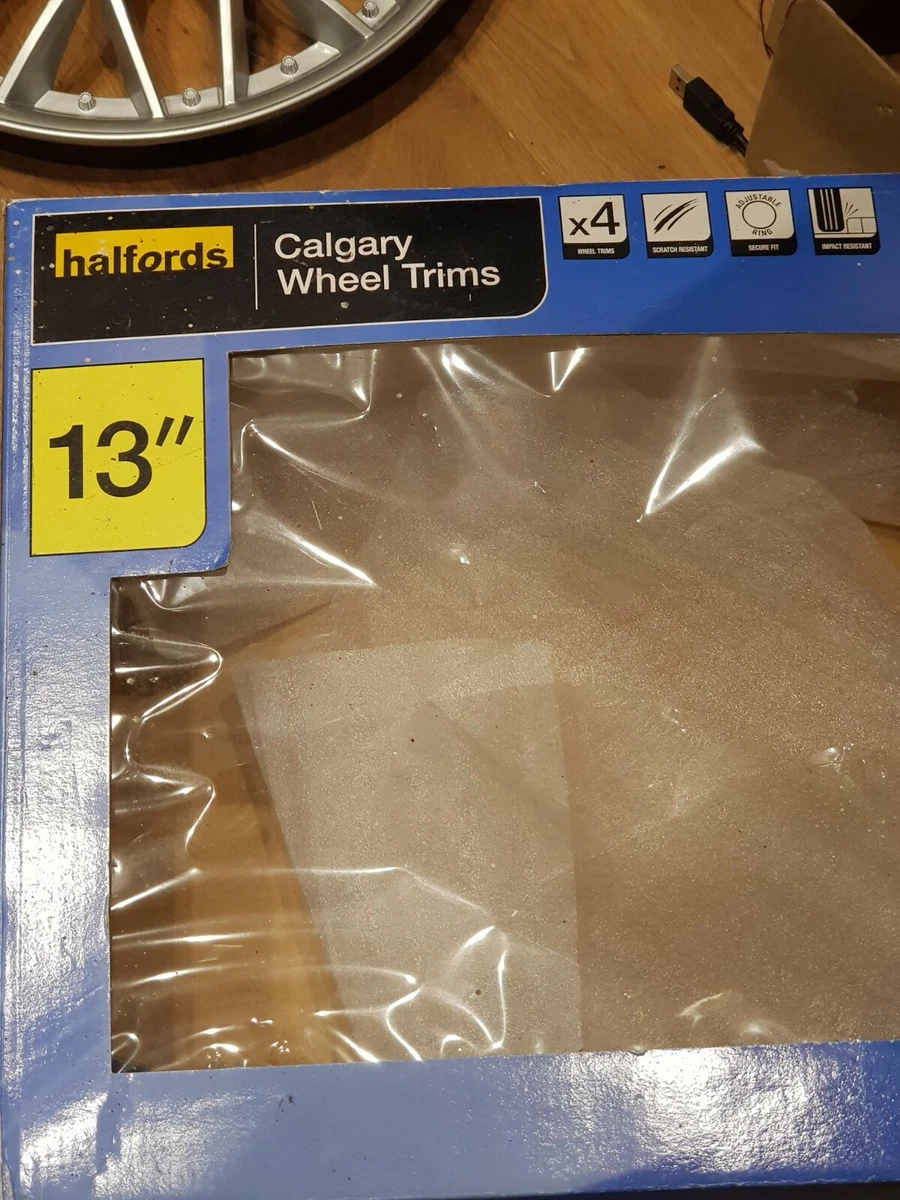 halfords
Calgary
Wheel Trims
x4
WHEEL TRIMS
SCRATCH RESISTANT
ADJUSTABLE
RING
SECURE FIT
IMPACT RESISTANT
13"